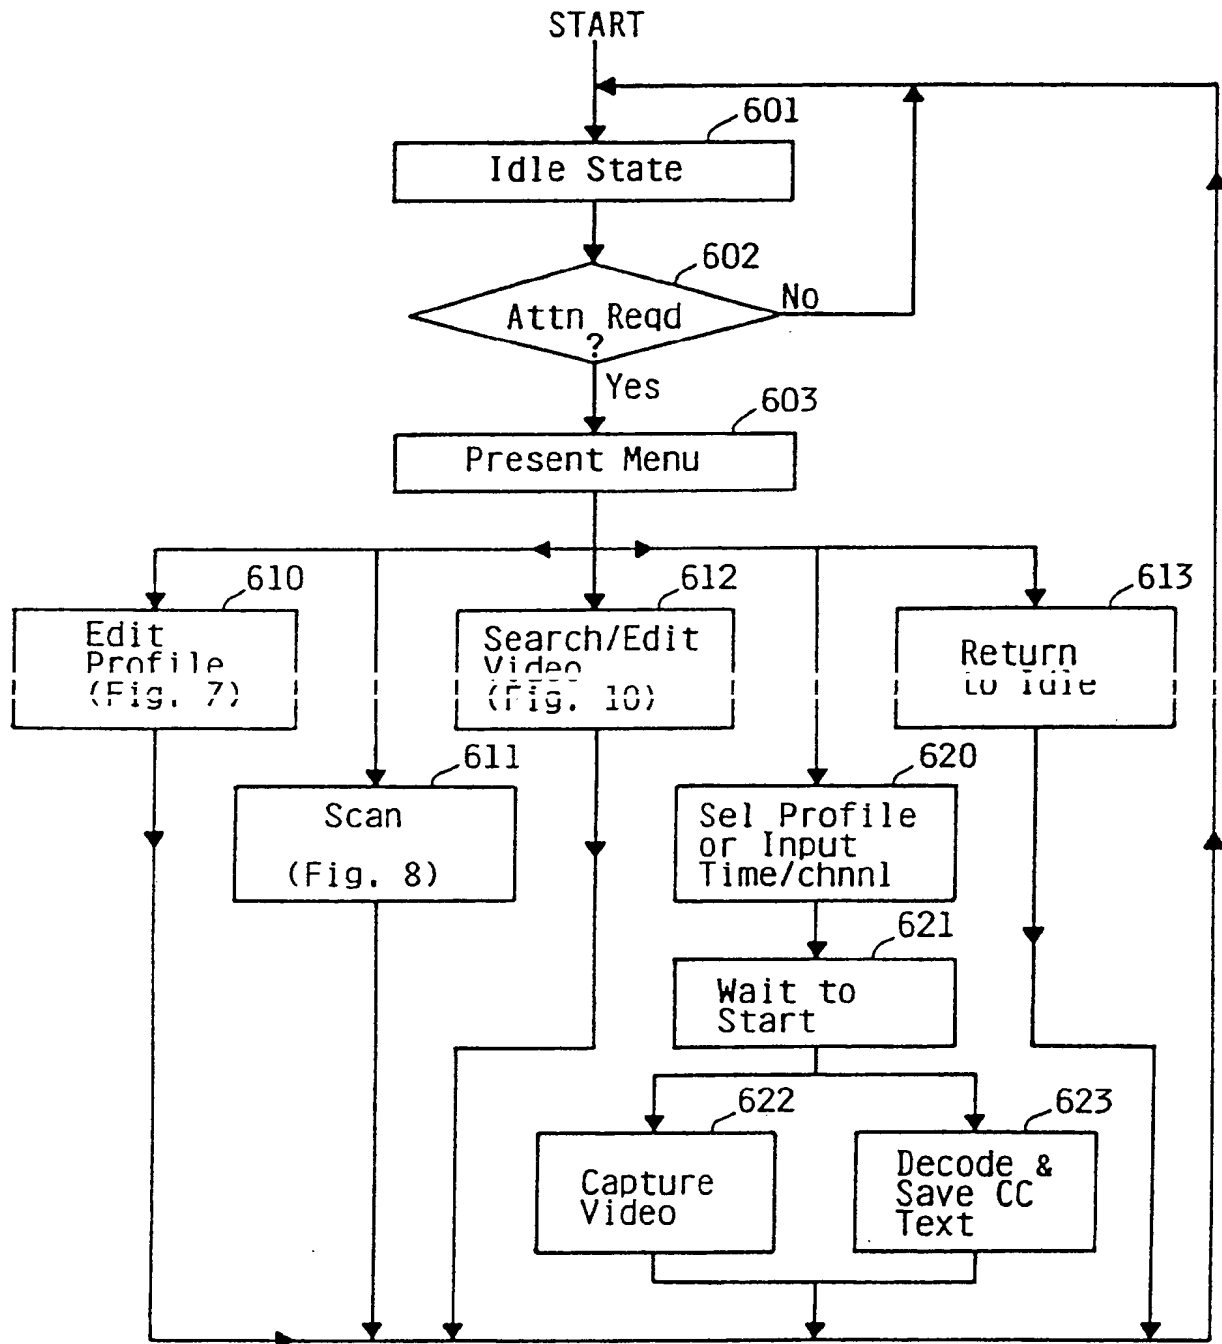 START
601
Idle State
602
Attn Reqd
?
No
Yes
603
Present Menu
610
Edit
Profile
(Fig. 7)
612
Search/Edit
Video
(Fig. 10)
613
Return
to Idle
611
Scan
(Fig. 8)
620
Sel Profile
or Input
Time/chnnl
621
Wait to
Start
622
Capture
Video
623
Decode &
Save CC
Text